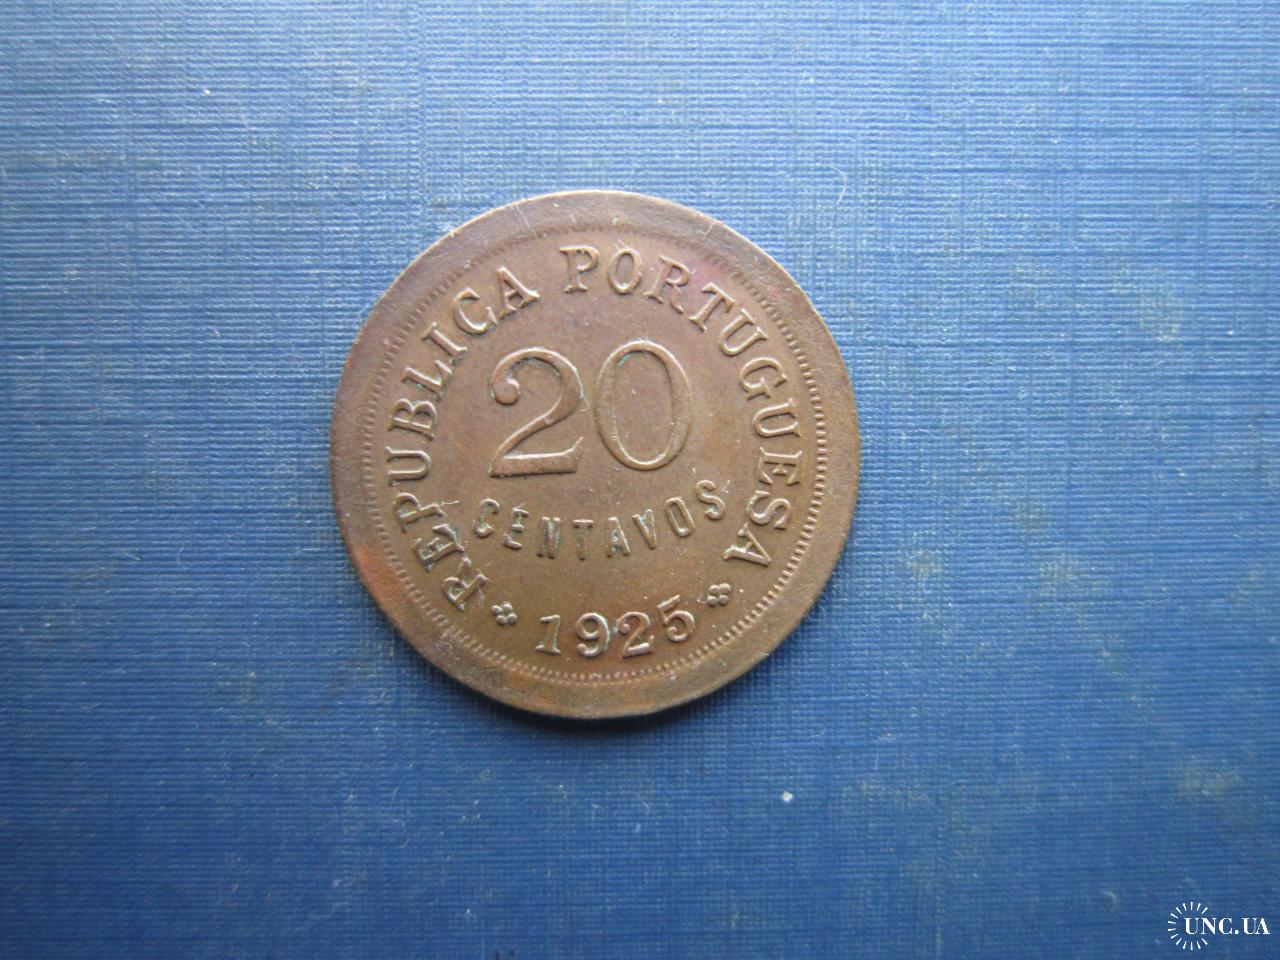 REPUBLICA PORTUGUESA
20
CENTAVOS
1925
UNC.UA